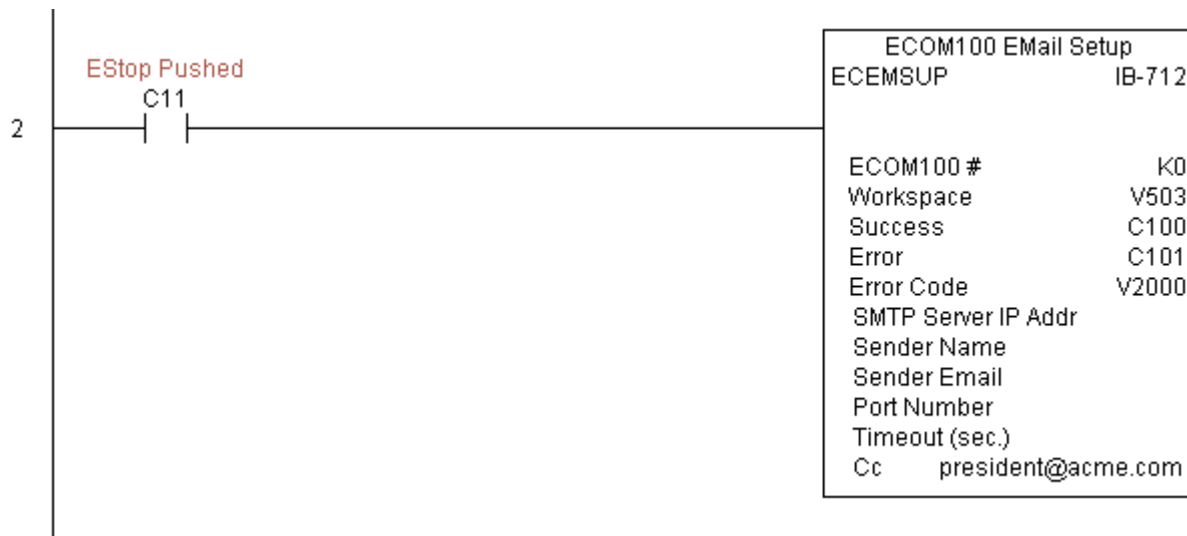 EStop Pushed
C11
2
ECOM100 EMail Setup
ECEMSUP IB-712
ECOM100 # K0
Workspace V503
Success C100
Error C101
Error Code V2000
SMTP Server IP Addr
Sender Name
Sender Email
Port Number
Timeout (sec.)
Cc president@acme.com